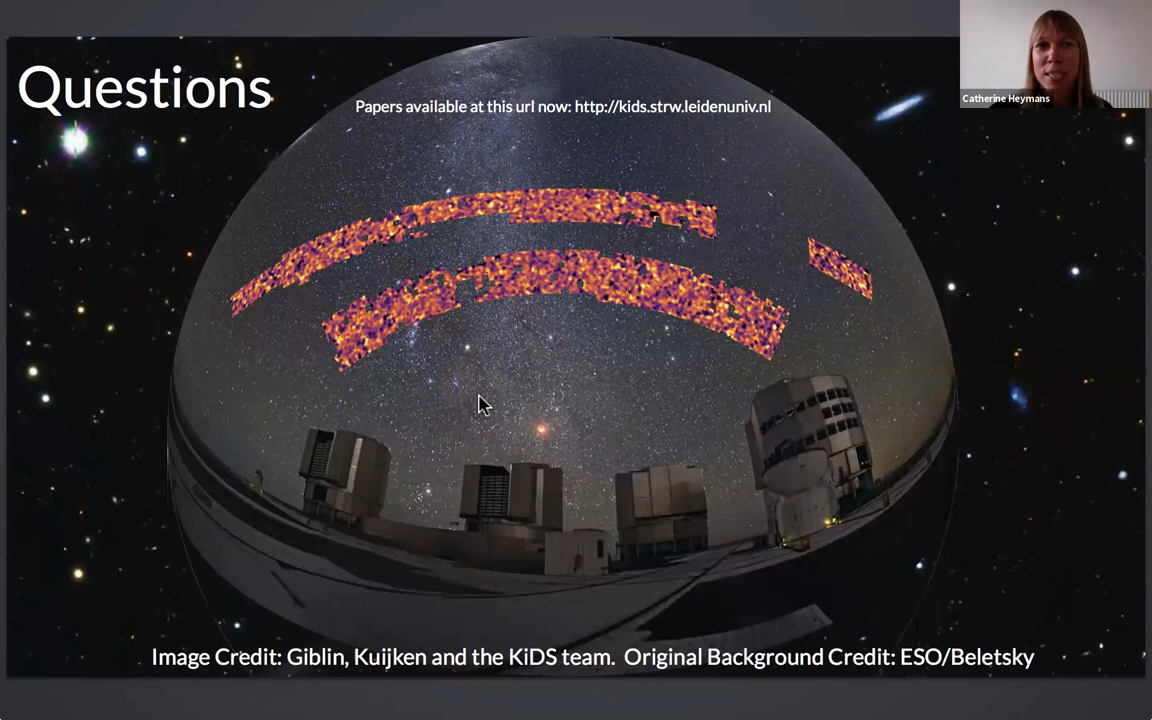 Questions
Papers available at this url now: http://kids.strw.leidenuniv.nl
Catherine Heymans
Image Credit: Giblin, Kuijken and the KiDS team. Original Background Credit: ESO/Beletsky